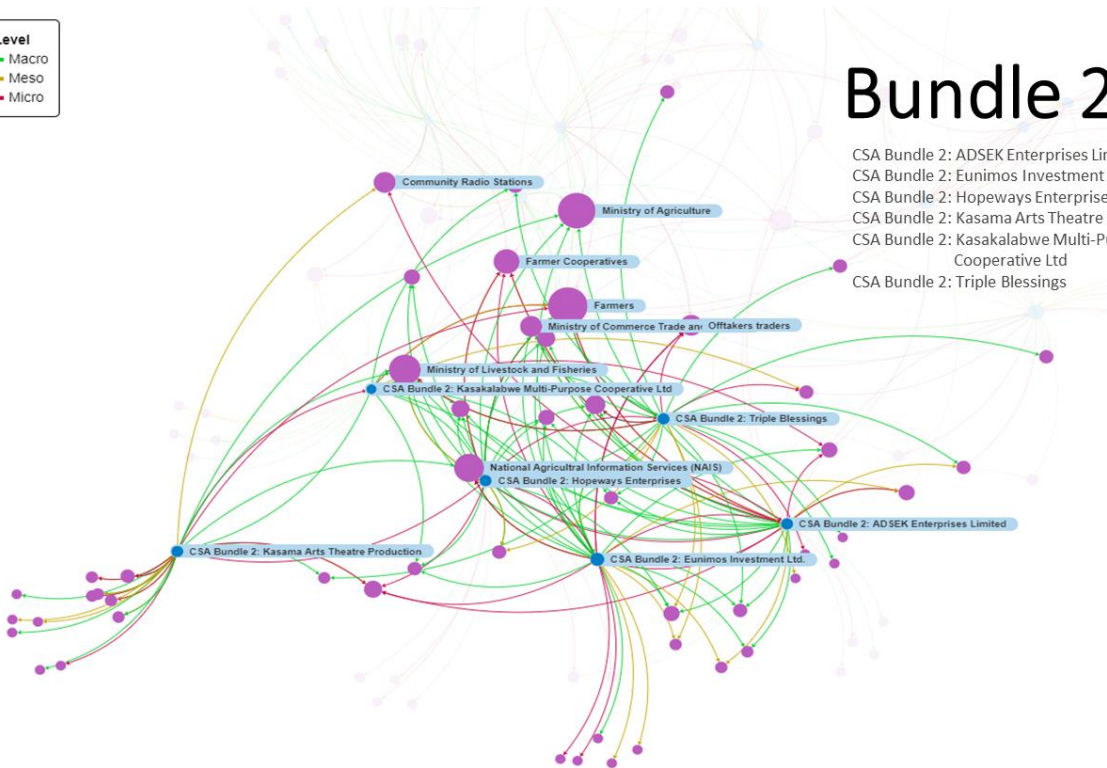 Level
Macro
Meso
Micro
Bundle 2
CSA Bundle 2: ADSEK Enterprises
CSA Bundle 2: Eunimos Investment
CSA Bundle 2: Hopeways
CSA Bundle 2: Kasama Arts Theatre
CSA Bundle 2: Kasakalabwe
Cooperative Ltd
CSA Bundle 2: Triple Blessings
Community Radio Stations
Ministry of Agriculture
Farmer Cooperatives
Farmers
Ministry of Commerce Trade
Offtakers traders
Ministry of Livestock and Fisheries
CSA Bundle 2: Kasakalabwe Multi-Purpose Cooperative Ltd
CSA Bundle 2: Triple Blessings
National Agricultral Information Services (NAIS)
CSA Bundle 2: Hopeways Enterprises
CSA Bundle 2: ADSEK Enterprises Limited
CSA Bundle 2: Kasama Arts Theatre Production
CSA Bundle 2: Eunimos Investment Ltd.